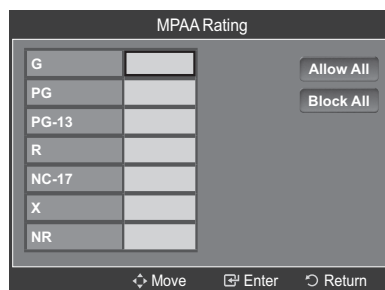 MPAA Rating
G
Allow All
PG
Block All
PG-13
R
NC-17
X
NR
Move Enter Return